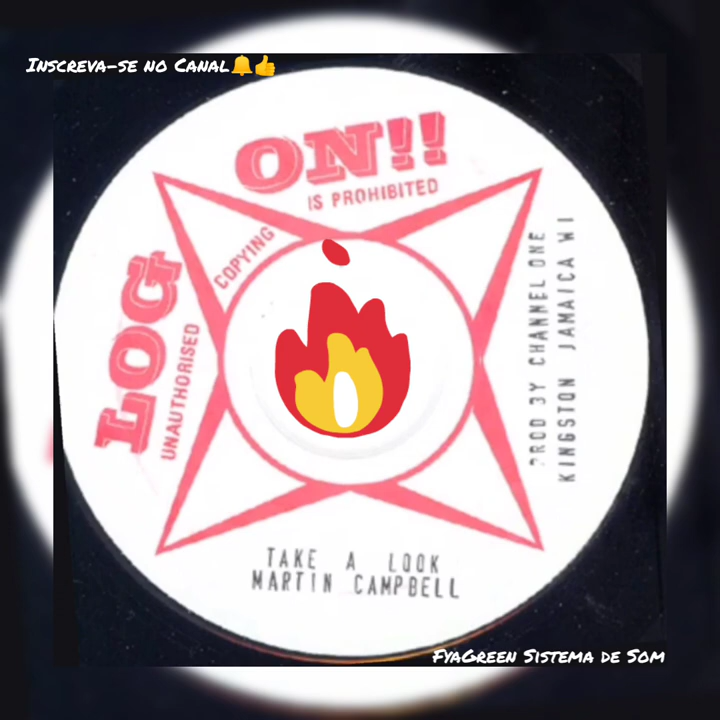 Inscreva-se no Canal🔔👍
LOG ON!!
UNAUTHORISED COPYING IS PROHIBITED
PROD BY CHANNEL ONE
KINGSTON JAMAICA WI
TAKE A LOOK
MARTIN CAMPBELL
FyaGreen Sistema de Som